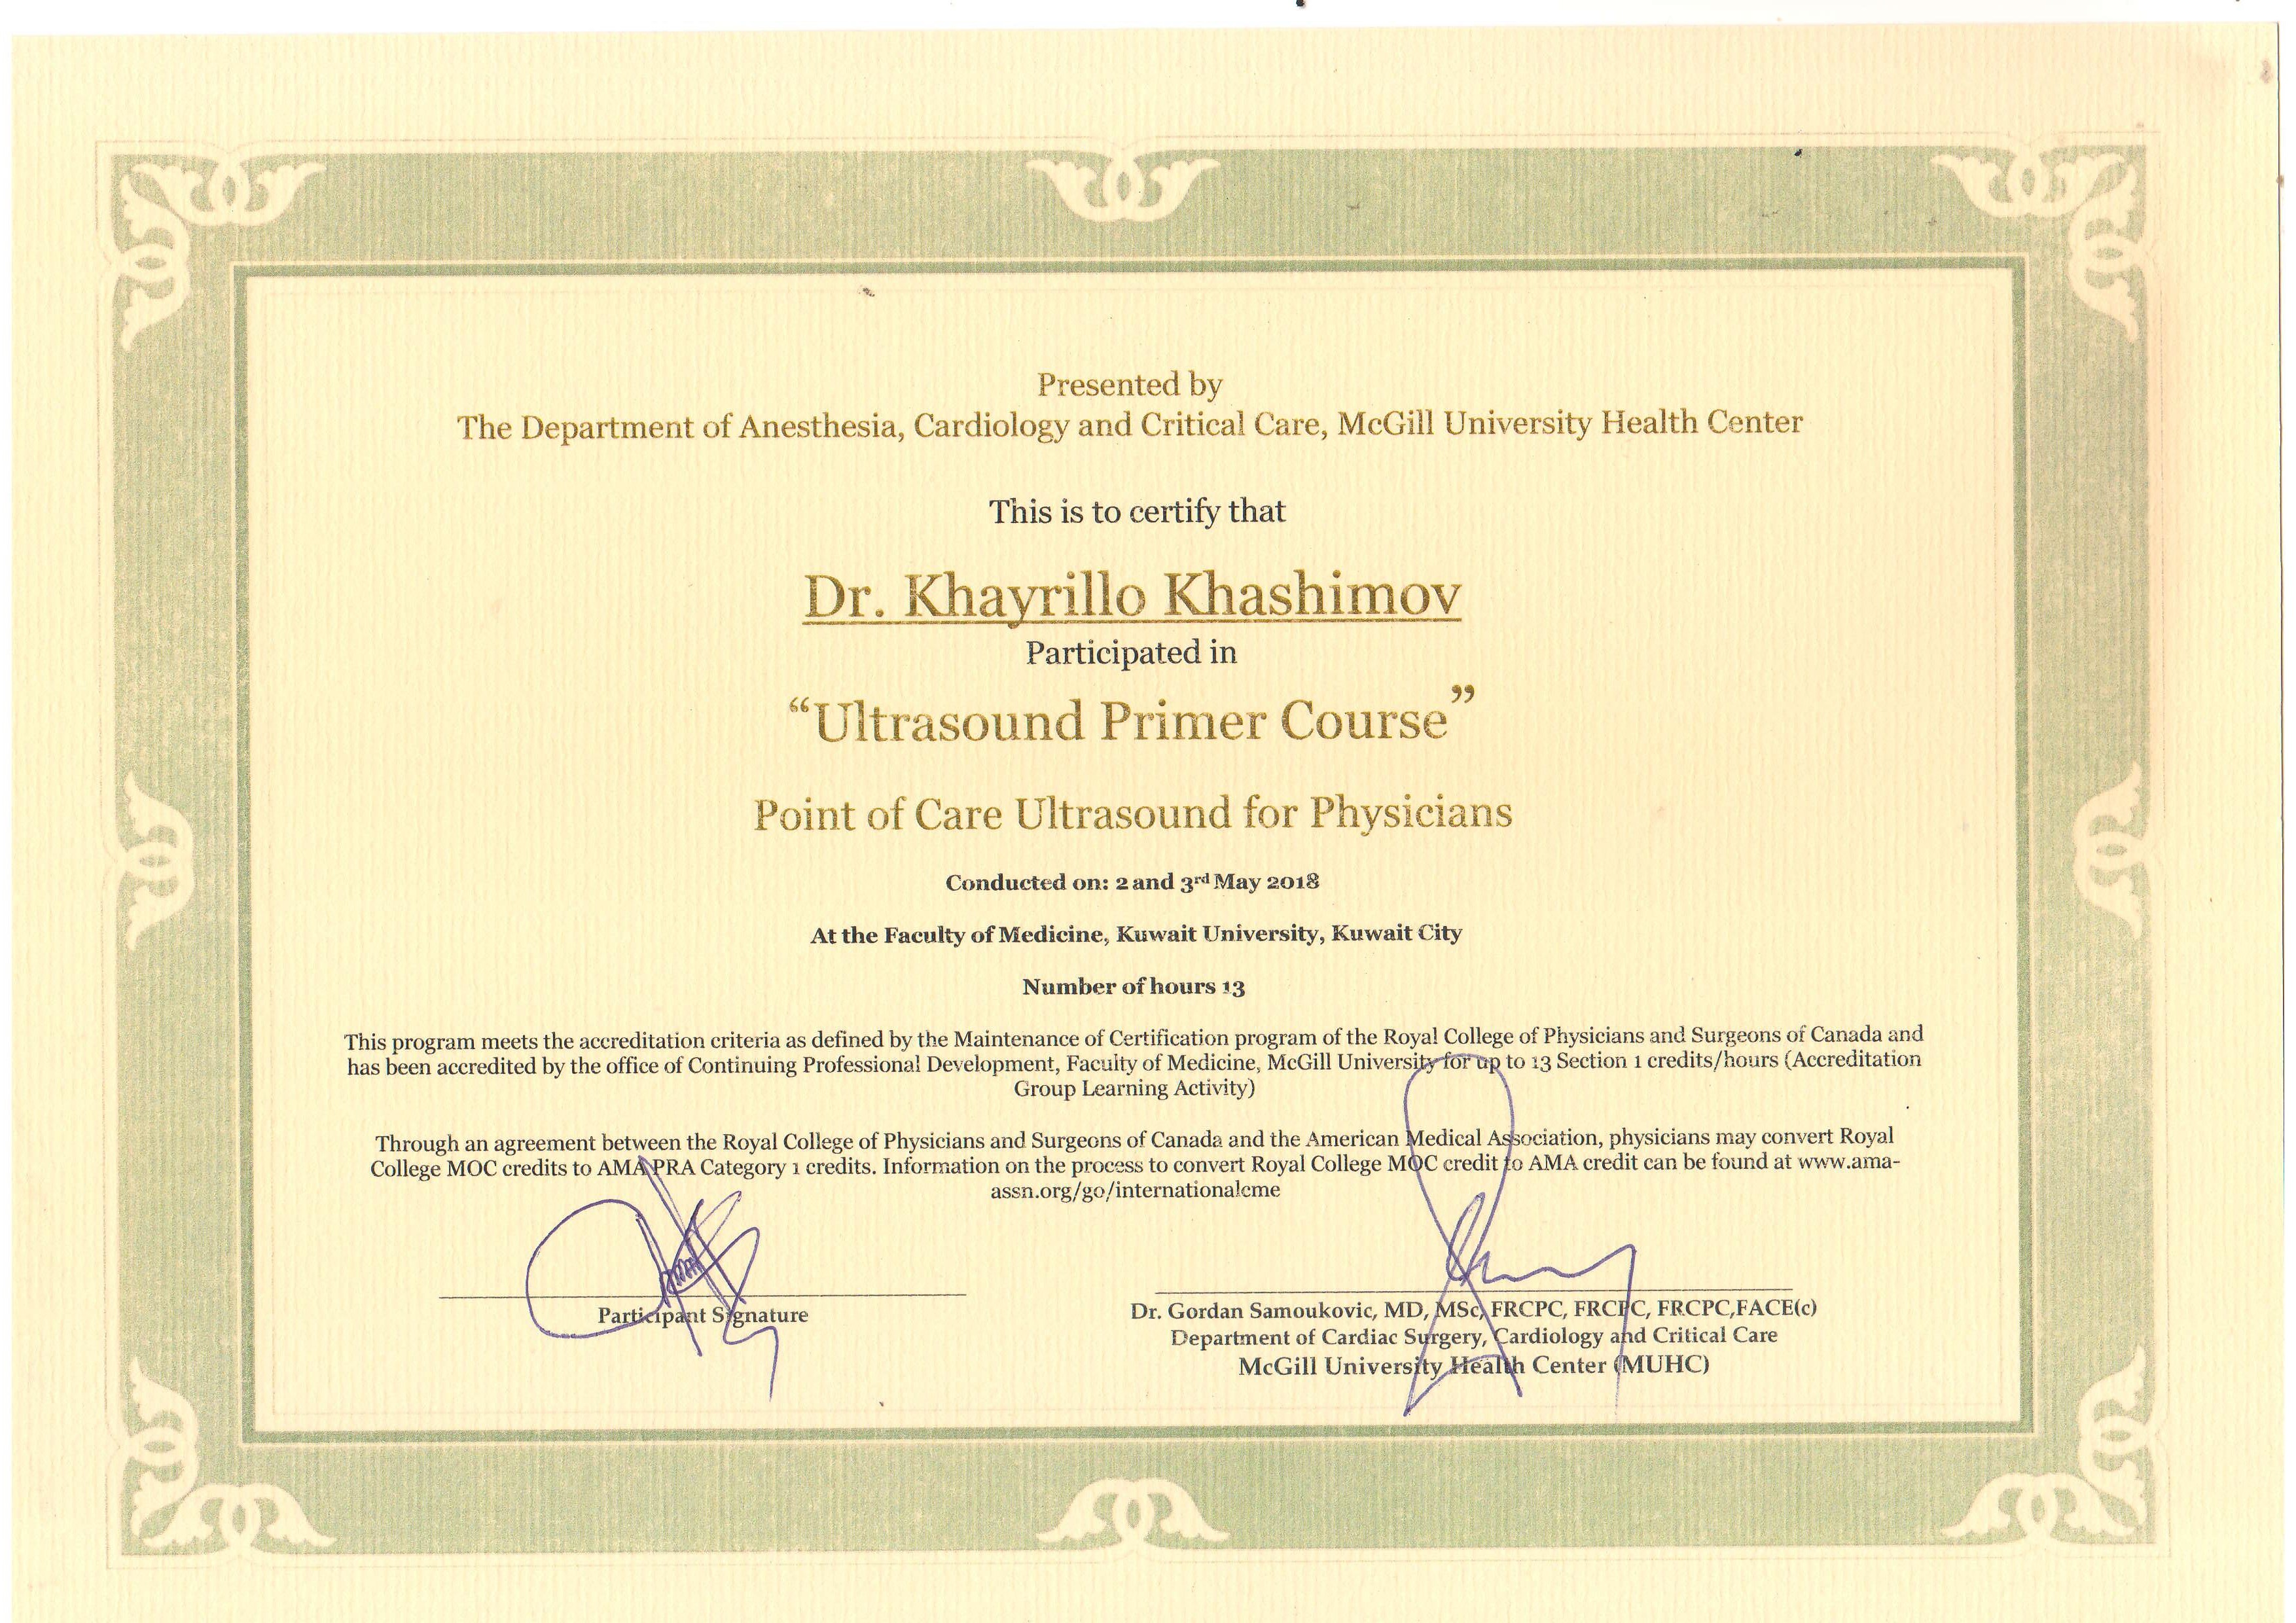 Presented by
The Department of Anesthesia, Cardiology and Critical Care, McGill University Health Center
This is to certify that
Dr. Khayrillo Khashimov
Participated in
“Ultrasound Primer Course”
Point of Care Ultrasound for Physicians
Conducted on: 2 and 3rd May 2018
At the Faculty of Medicine, Kuwait University, Kuwait City
Number of hours 13
This program meets the accreditation criteria as defined by the Maintenance of Certification program of the Royal College of Physicians and Surgeons of Canada and
has been accredited by the office of Continuing Professional Development, Faculty of Medicine, McGill University for up to 13 Section 1 credits/hours (Accreditation
Group Learning Activity)
Through an agreement between the Royal College of Physicians and Surgeons of Canada and the American Medical Association, physicians may convert Royal
College MOC credits to AMA PRA Category 1 credits. Information on the process to convert Royal College MOC credit to AMA credit can be found at www.ama-
assn.org/go/internationalcme
Participant Signature
Dr. Gordan Samoukovic, MD, MSc, FRCPC, FRCPC, FRCPC,FACE(c)
Department of Cardiac Surgery, Cardiology and Critical Care
McGill University Health Center (MUHC)